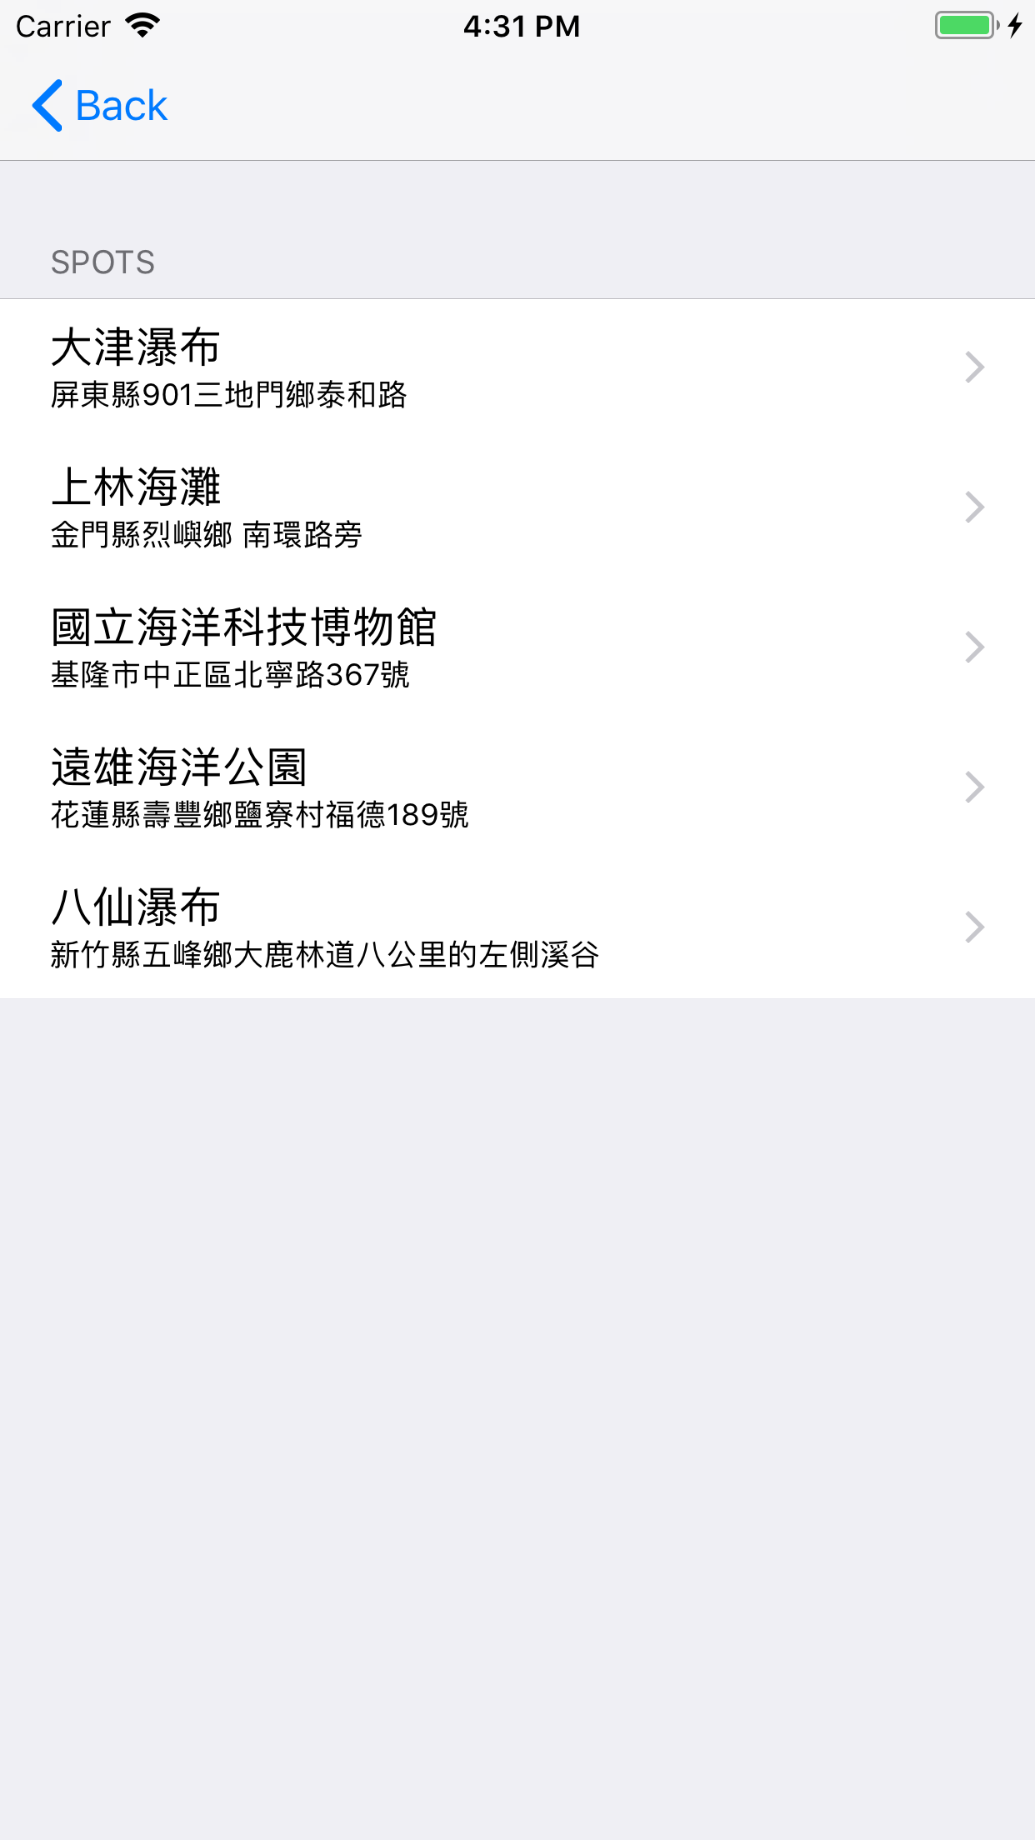 Carrier 4:31 PM
Back
SPOTS
大津瀑布
屏東縣901三地門鄉泰和路
上林海灘
金門縣烈嶼鄉 南環路旁
國立海洋科技博物館
基隆市中正區北寧路367號
遠雄海洋公園
花蓮縣壽豐鄉鹽寮村福德189號
八仙瀑布
新竹縣五峰鄉大鹿林道八公里的左側溪谷